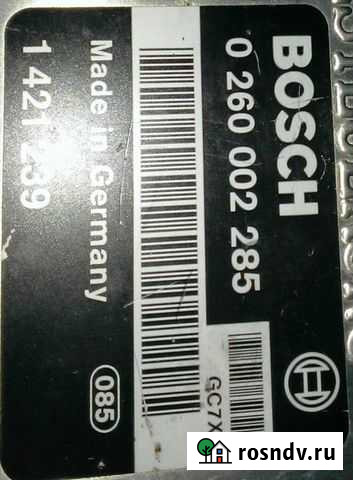 BOSCH
0 260 002 285
GC7X
Made in Germany
1 421 239
085
rosndv.ru